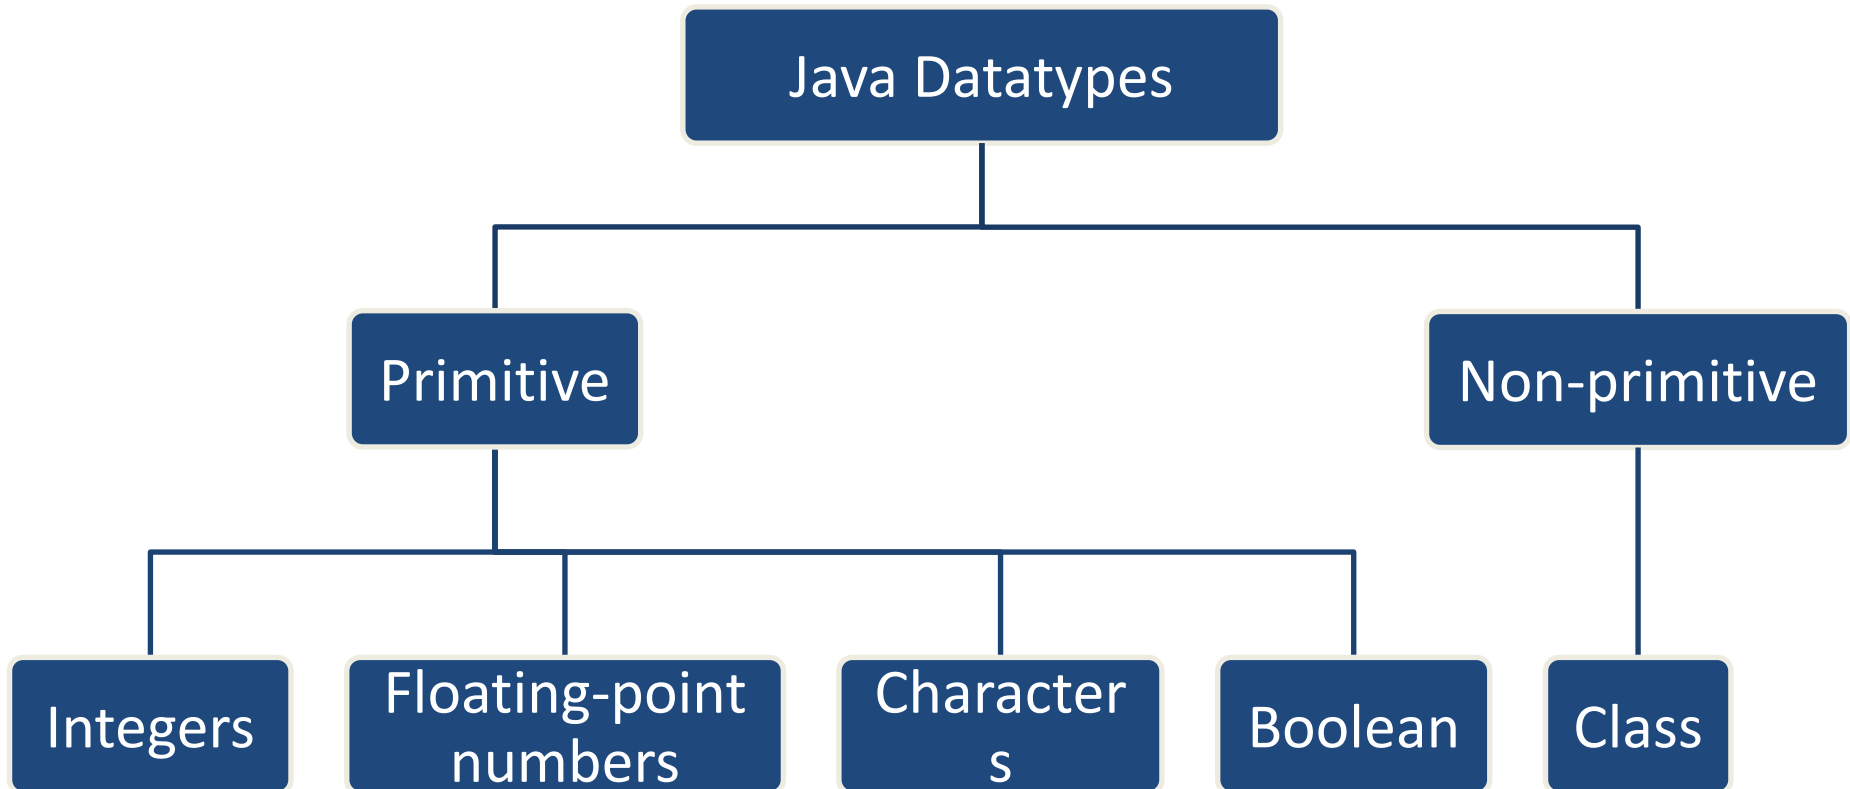 Java Datatypes
Primitive
Non-primitive
Integers
Floating-point
numbers
Character
s
Boolean
Class